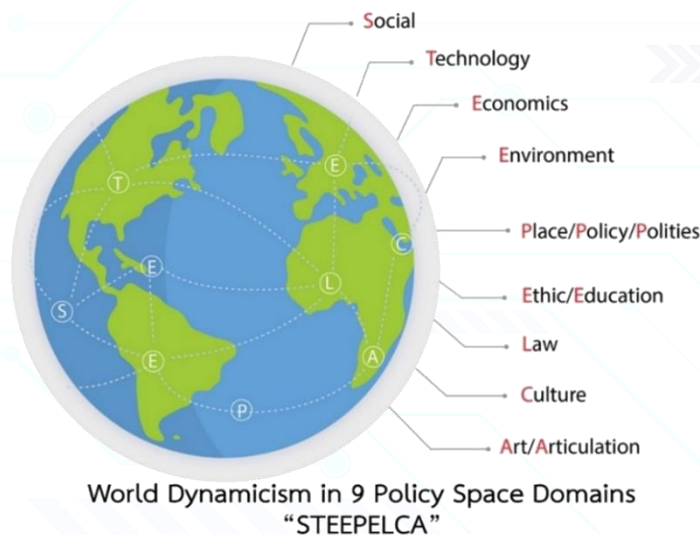 Social
Technology
Economics
Environment
Place/Policy/Polities
Ethic/Education
Law
Culture
Art/Articulation
T
E
C
E
L
S
E
A
P
World Dynamicism in 9 Policy Space Domains
“STEEPELCA”